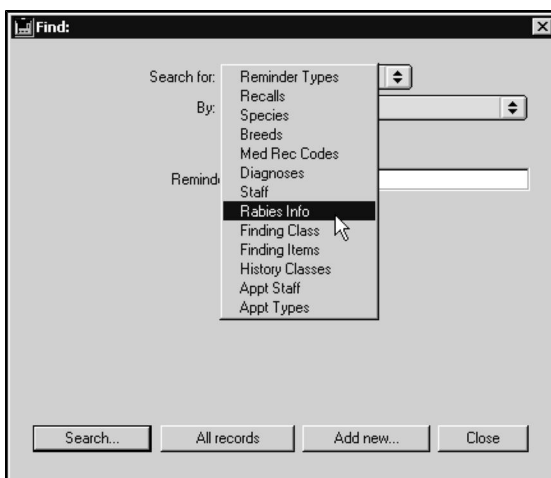 Find:
Search for:
By:
Remind
Reminder Types
Recalls
Species
Breeds
Med Rec Codes
Diagnoses
Staff
Rabies Info
Finding Class
Finding Items
History Classes
Appt Staff
Appt Types
Search...
All records
Add new...
Close